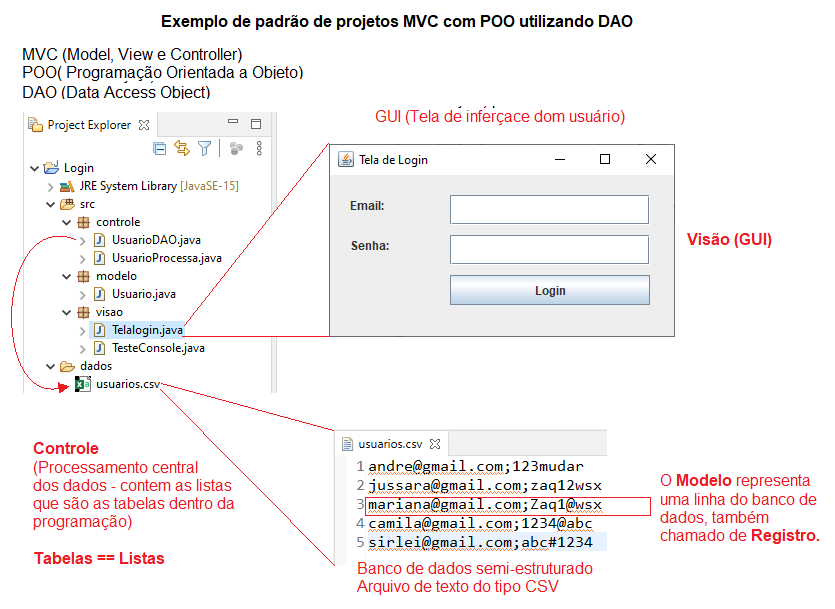 Exemplo de padrão de projetos MVC com POO utilizando DAO
MVC (Model, View e Controller)
POO( Programação Orientada a Objeto)
DAO (Data Access Object)
GUI (Tela de inferçace dom usuário)
Project Explorer
Login
JRE System Library [JavaSE-15]
src
controle
UsuarioDAO.java
UsuarioProcessa.java
modelo
Usuario.java
visao
Telalogin.java
TesteConsole.java
dados
usuarios.csv
Tela de Login
Email:
Senha:
Login
Visão (GUI)
Controle
(Processamento central
dos dados - contem as listas
que são as tabelas dentro da
programação)
Tabelas == Listas
usuarios.csv
1 andre@gmail.com;123mudar
2 jussara@gmail.com;zaq12wsx
3 mariana@gmail.com;Zaq1@wsx
4 camila@gmail.com;1234@abc
5 sirlei@gmail.com;abc#1234
Banco de dados semi-estruturado
Arquivo de texto do tipo CSV
O Modelo representa
uma linha do banco de
dados, também
chamado de Registro.